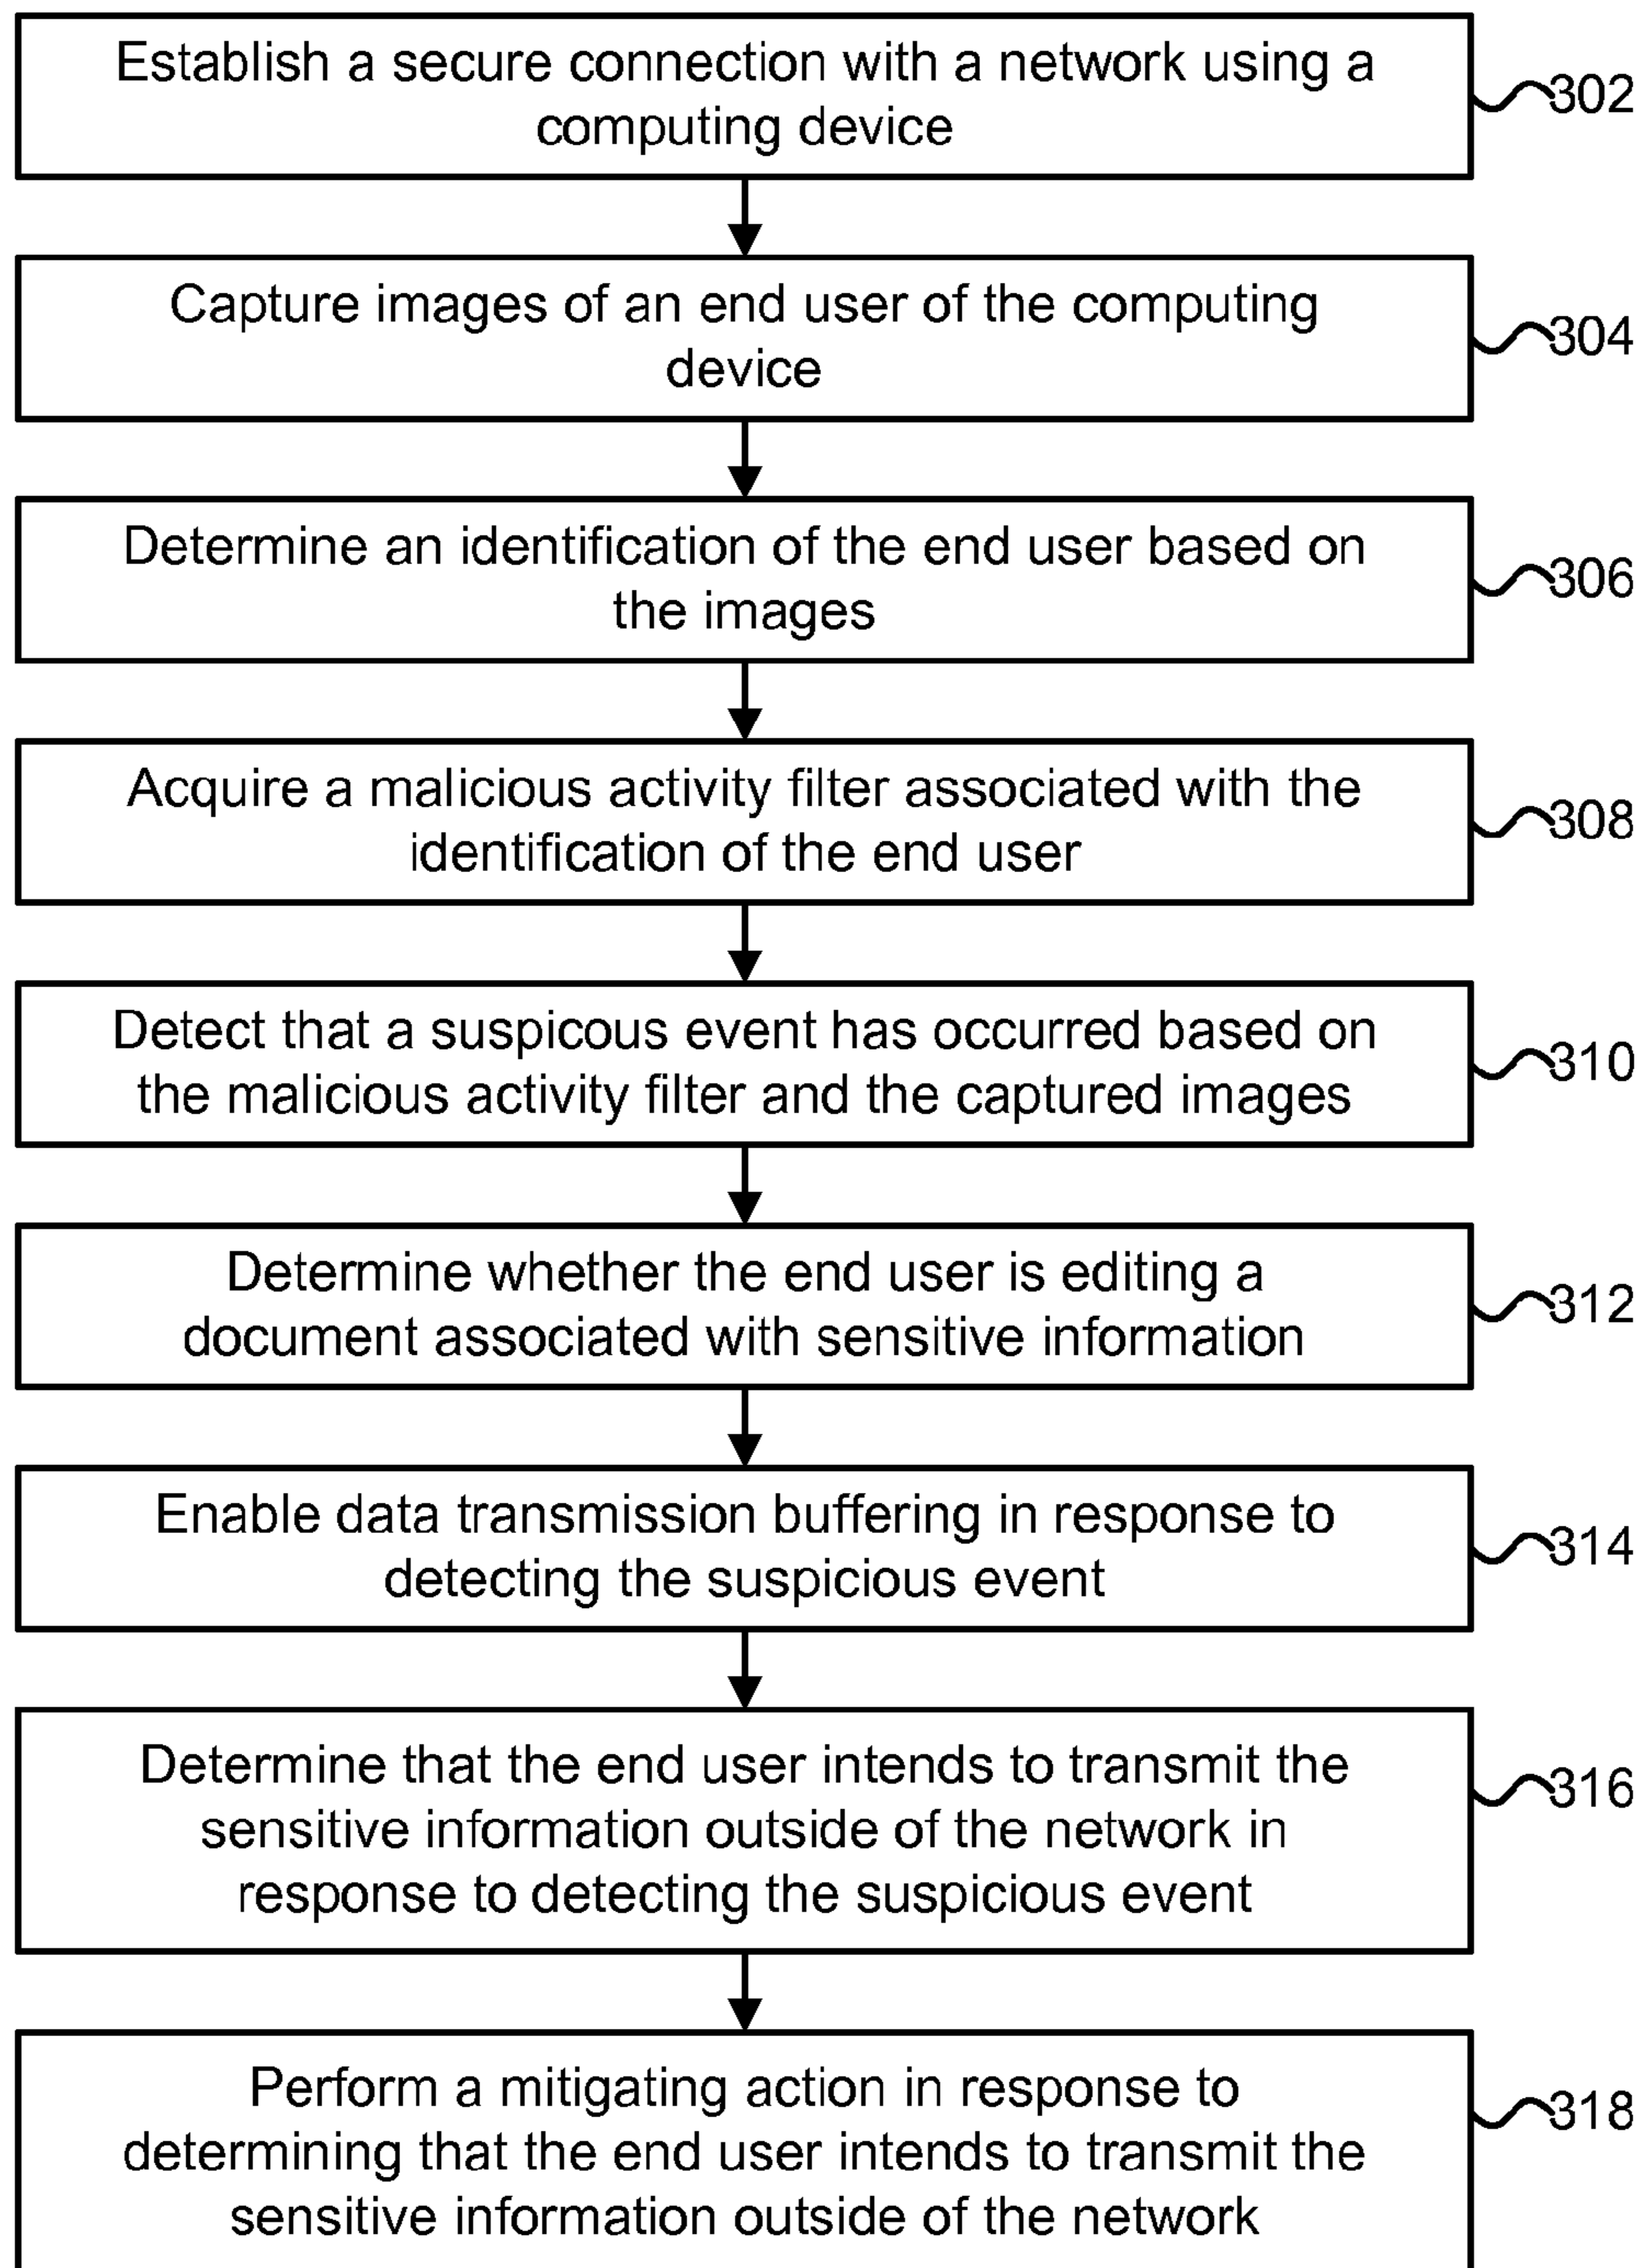 Establish a secure connection with a network using a
computing device
302
Capture images of an end user of the computing
device
304
Determine an identification of the end user based on
the images
306
Acquire a malicious activity filter associated with the
identification of the end user
308
Detect that a suspicous event has occurred based on
the malicious activity filter and the captured images
310
Determine whether the end user is editing a
document associated with sensitive information
312
Enable data transmission buffering in response to
detecting the suspicious event
314
Determine that the end user intends to transmit the
sensitive information outside of the network in
response to detecting the suspicious event
316
Perform a mitigating action in response to
determining that the end user intends to transmit the
sensitive information outside of the network
318